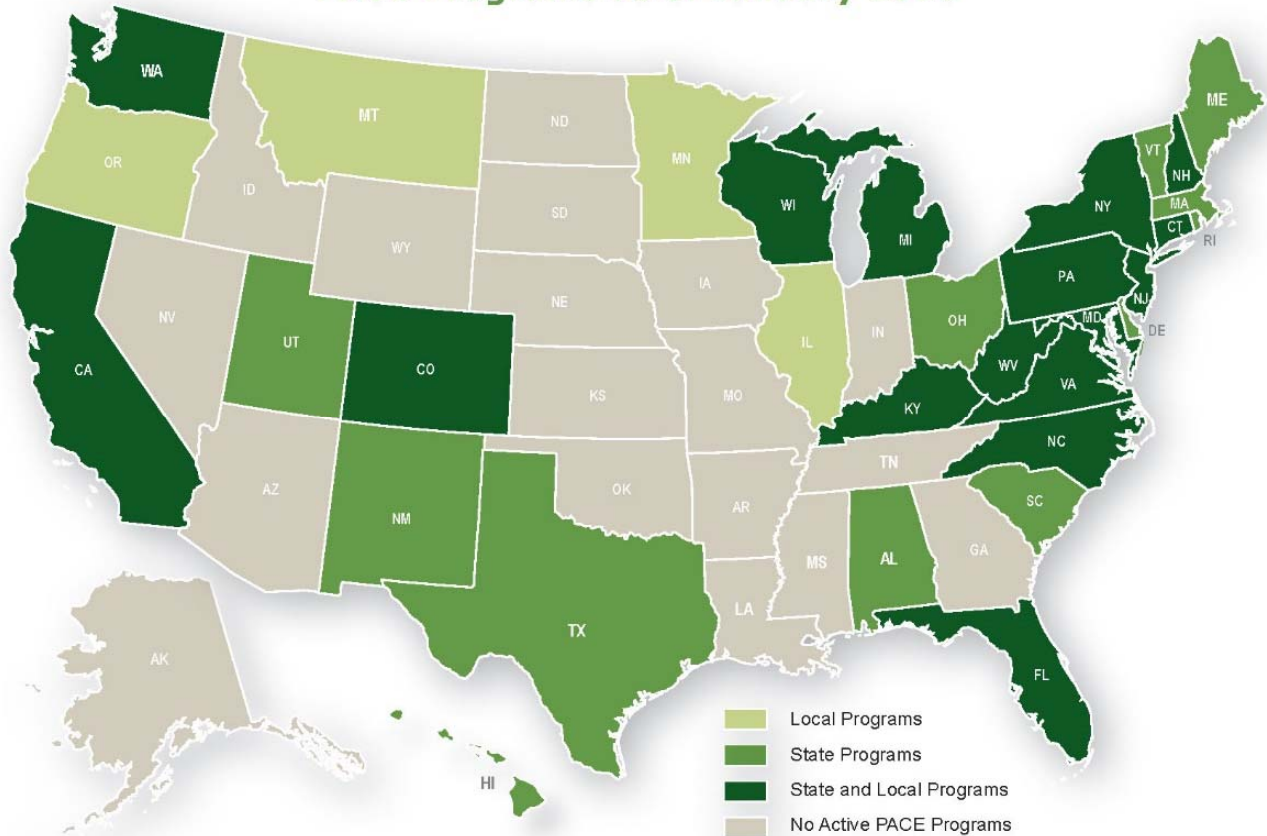 WA
MT
ND
MN
OR
ID
SD
WY
WI
MI
NY
VT
NH
ME
MA
CT
RI
PA
NJ
NV
UT
CO
NE
IA
IL
IN
OH
MD
DE
CA
KS
MO
KY
WV
VA
AZ
NM
OK
AR
TN
NC
SC
TX
LA
MS
AL
GA
FL
AK
HI
Local Programs
State Programs
State and Local Programs
No Active PACE Programs